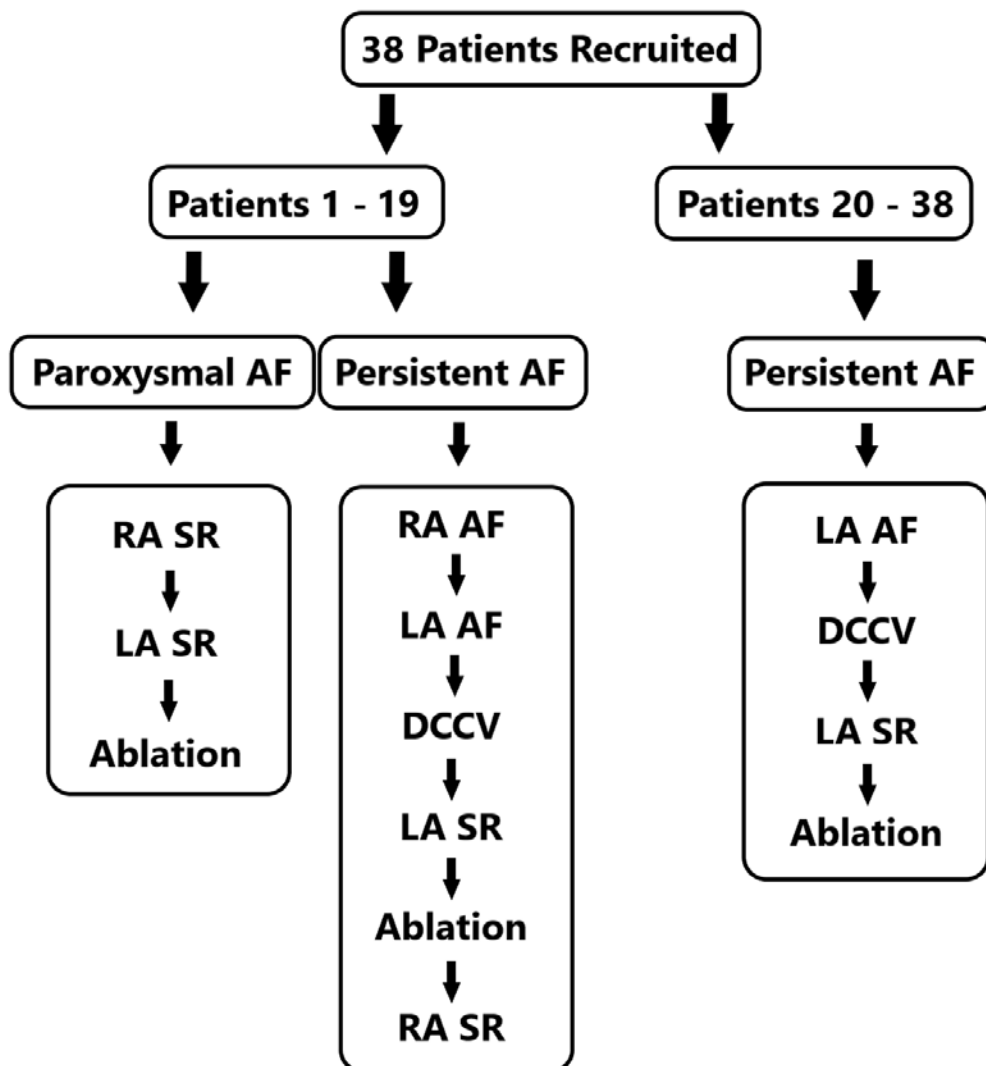 38 Patients Recruited
Patients 1 - 19
Patients 20 - 38
Paroxysmal AF
Persistent AF
Persistent AF
RA SR
LA SR
Ablation
RA AF
LA AF
DCCV
LA SR
Ablation
RA SR
LA AF
DCCV
LA SR
Ablation